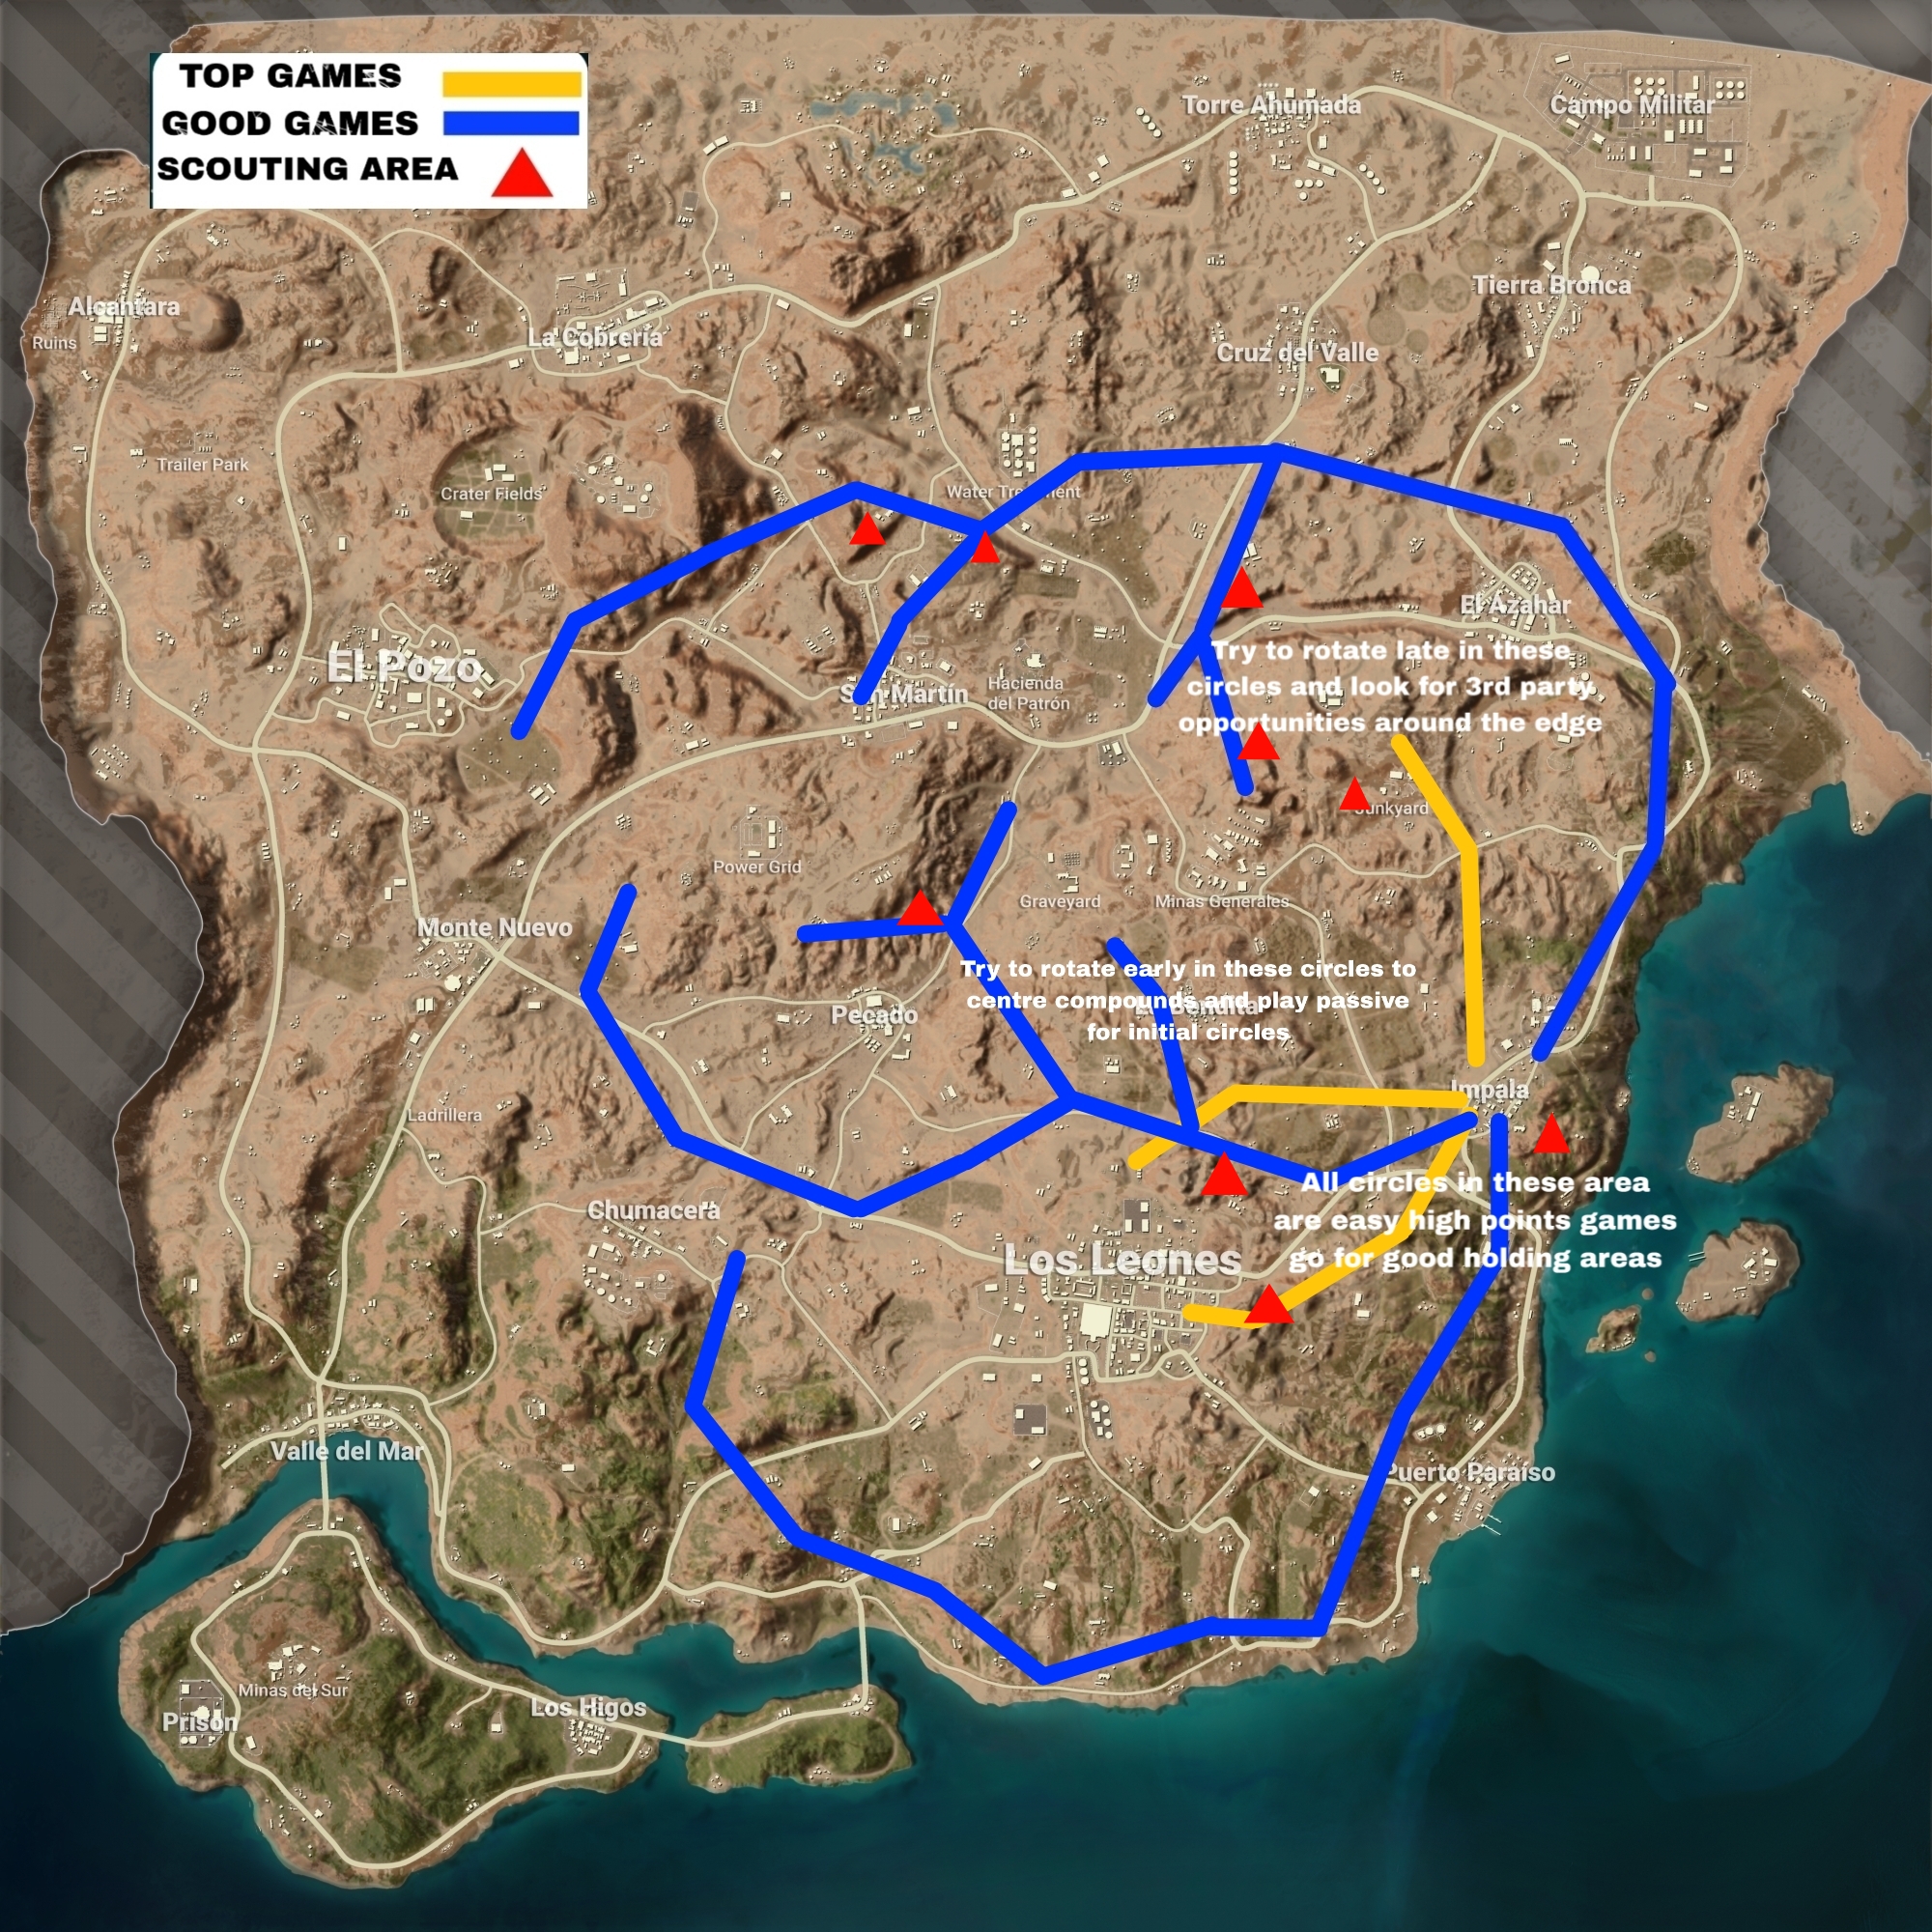 TOP GAMES
GOOD GAMES
SCOUTING AREA
Torre Ahumada
Campo Militar
Alcantara
Ruins
La Cobreria
Tierra Bronca
Cruz del Valle
Trailer Park
Crater Fields
Water Treatment
El Azahar
El Pozo
San Martín
Hacienda
del Patrón
Try to rotate late in these
circles and look for 3rd party
opportunities around the edge
Junkyard
Power Grid
Graveyard
Minas Generales
Monte Nuevo
Try to rotate early in these circles to
centre compounds and play passive
for initial circles
Pecado
Bendita
Impala
Ladrillera
All circles in these area
are easy high points games
go for good holding areas
Chumacera
Los Leones
Valle del Mar
Puerto Paraiso
Minas del Sur
Prison
Los Higos